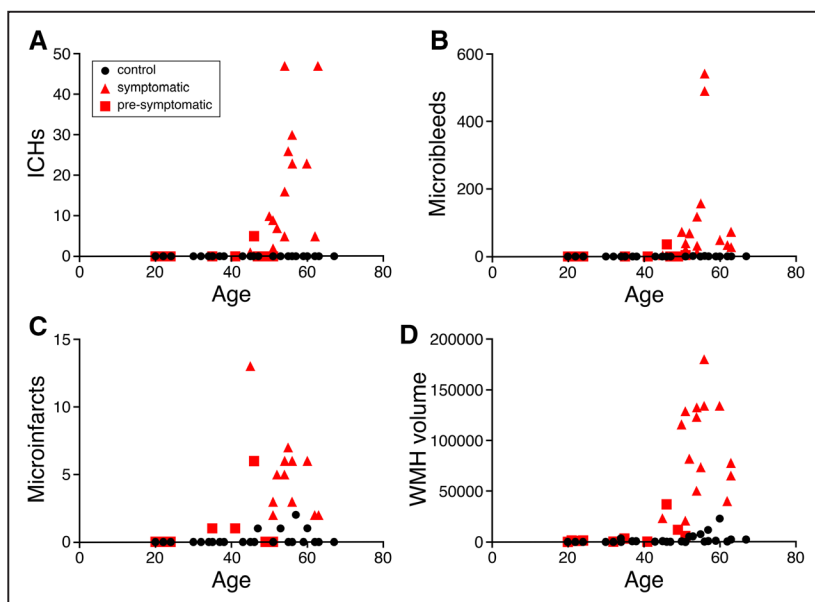 A
50
40
30
20
10
0
ICHs
control
symptomatic
pre-symptomatic
0 20 40 60 80
Age
B
600
400
200
0
Microibleeds
0 20 40 60 80
Age
C
15
10
5
0
Microinfarcts
0 20 40 60 80
Age
D
200000
150000
100000
50000
0
WMH volume
0 20 40 60 80
Age